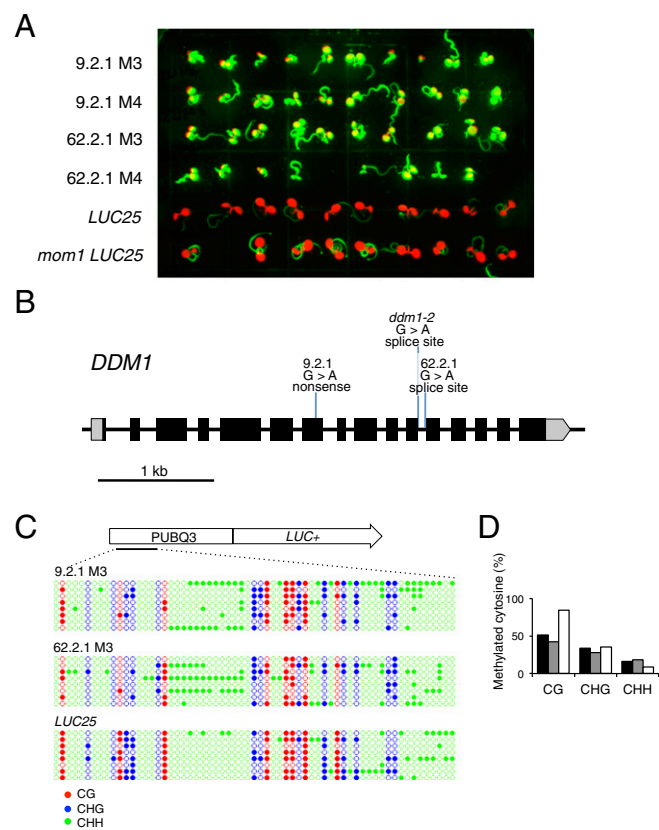 A
9.2.1 M3
9.2.1 M4
62.2.1 M3
62.2.1 M4
LUC25
mom1 LUC25
B
DDM1
ddm1-2
G > A
splice site
9.2.1
G > A
nonsense
62.2.1
G > A
splice site
1 kb
C
PUBQ3
LUC+
9.2.1 M3
62.2.1 M3
LUC25
CG
CHG
CHH
D
Methylated cytosine (%)
100
50
0
CG
CHG
CHH